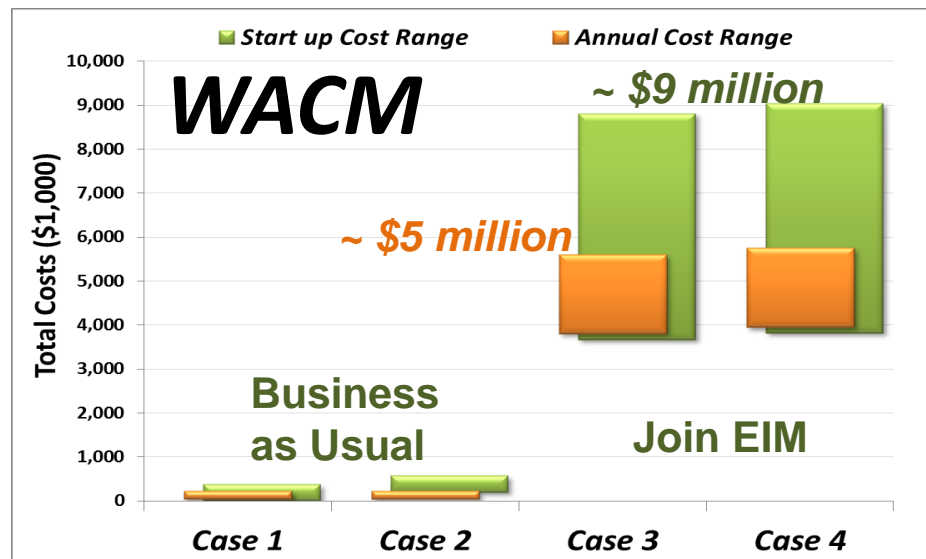 Start up Cost Range
Annual Cost Range
WACM
~ $9 million
~ $5 million
Total Costs ($1,000)
10,000
9,000
8,000
7,000
6,000
5,000
4,000
3,000
2,000
1,000
0
Business
as Usual
Join EIM
Case 1
Case 2
Case 3
Case 4